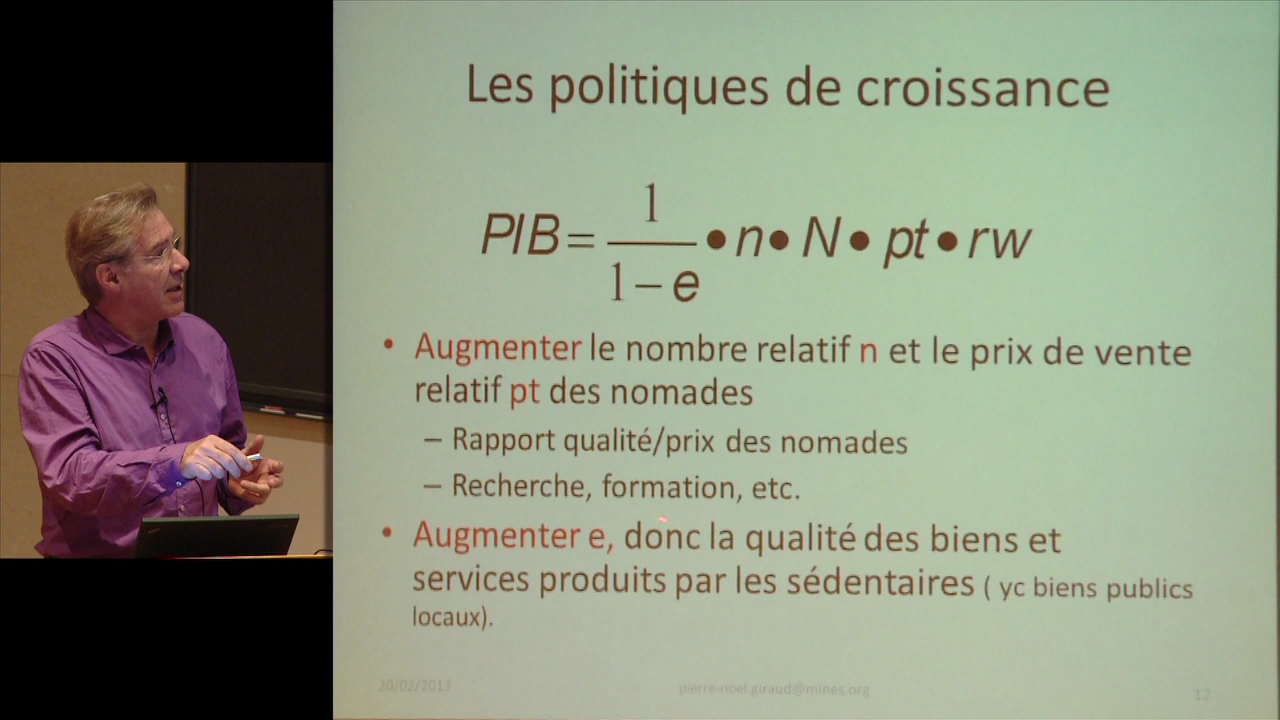 Les politiques de croissance
PIB = 1 / (1 − e) • n • N • pt • rw
• Augmenter le nombre relatif n et le prix de vente
relatif pt des nomades
– Rapport qualité/prix des nomades
– Recherche, formation, etc.
• Augmenter e, donc la qualité des biens et
services produits par les sédentaires ( yc biens publics
locaux).
20/02/2013 pierre-noel.giraud@mines.org 12